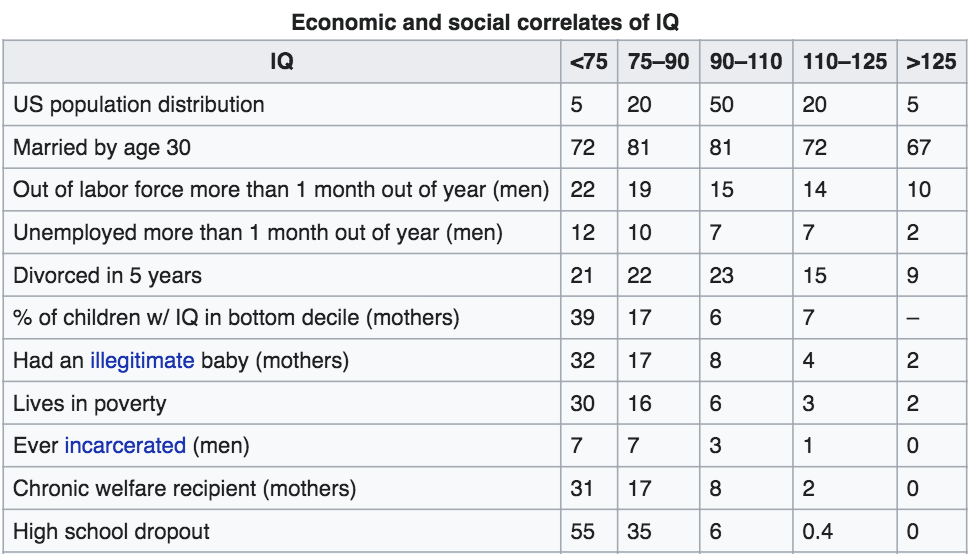 Economic and social correlates of IQ
IQ <75 75–90 90–110 110–125 >125
US population distribution 5 20 50 20 5
Married by age 30 72 81 81 72 67
Out of labor force more than 1 month out of year (men) 22 19 15 14 10
Unemployed more than 1 month out of year (men) 12 10 7 7 2
Divorced in 5 years 21 22 23 15 9
% of children w/ IQ in bottom decile (mothers) 39 17 6 7 –
Had an illegitimate baby (mothers) 32 17 8 4 2
Lives in poverty 30 16 6 3 2
Ever incarcerated (men) 7 7 3 1 0
Chronic welfare recipient (mothers) 31 17 8 2 0
High school dropout 55 35 6 0.4 0